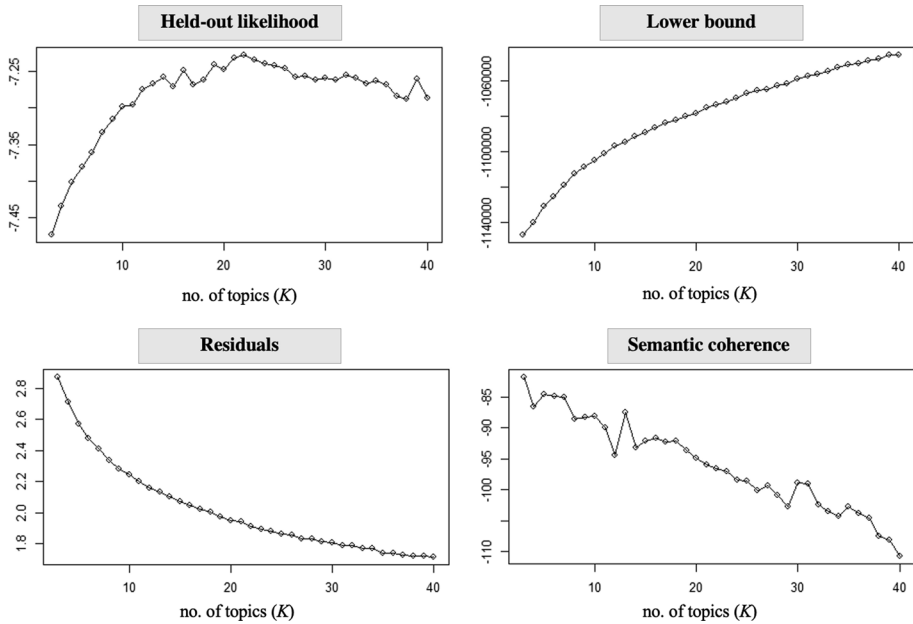 Held-out likelihood
-7.25
-7.35
-7.45
10 20 30 40
no. of topics (K)
Lower bound
-1060000
-1100000
-1140000
10 20 30 40
no. of topics (K)
Residuals
2.8
2.6
2.4
2.2
2.0
1.8
10 20 30 40
no. of topics (K)
Semantic coherence
-85
-90
-95
-100
-110
10 20 30 40
no. of topics (K)